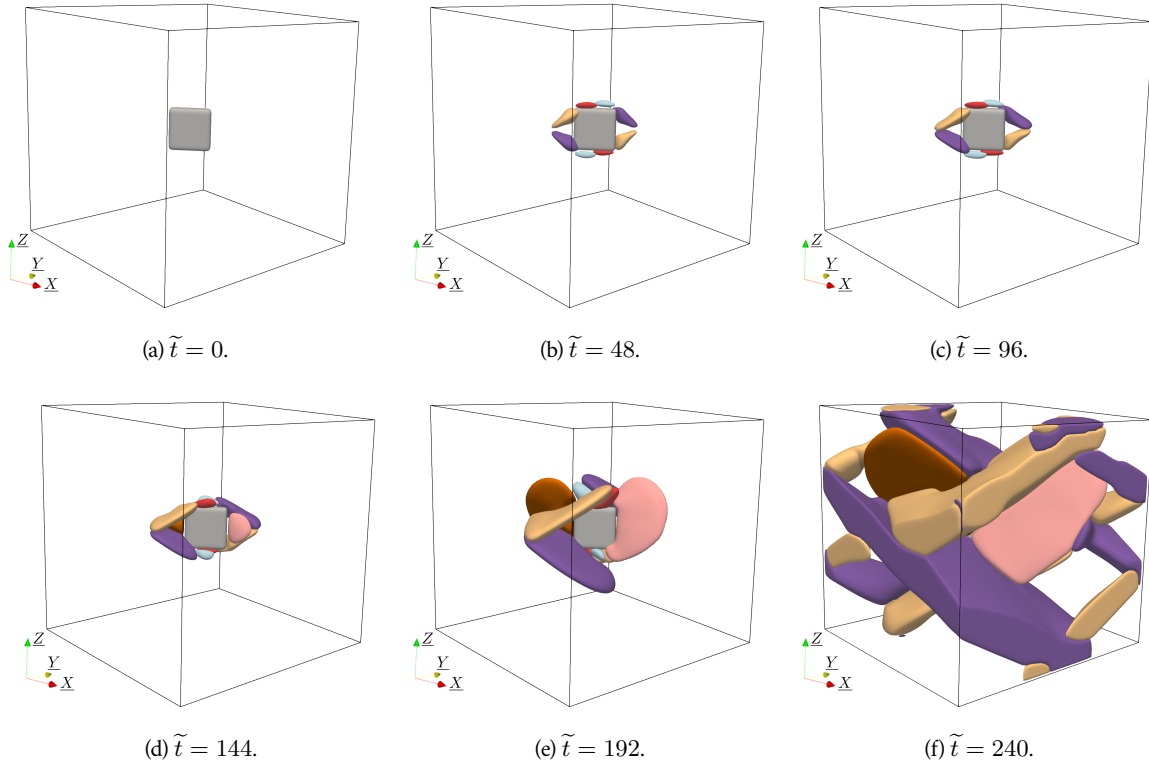 Z
Y
X
Z
Y
X
Z
Y
X
(a) t̃ = 0.
(b) t̃ = 48.
(c) t̃ = 96.
Z
Y
X
Z
Y
X
Z
Y
X
(d) t̃ = 144.
(e) t̃ = 192.
(f) t̃ = 240.